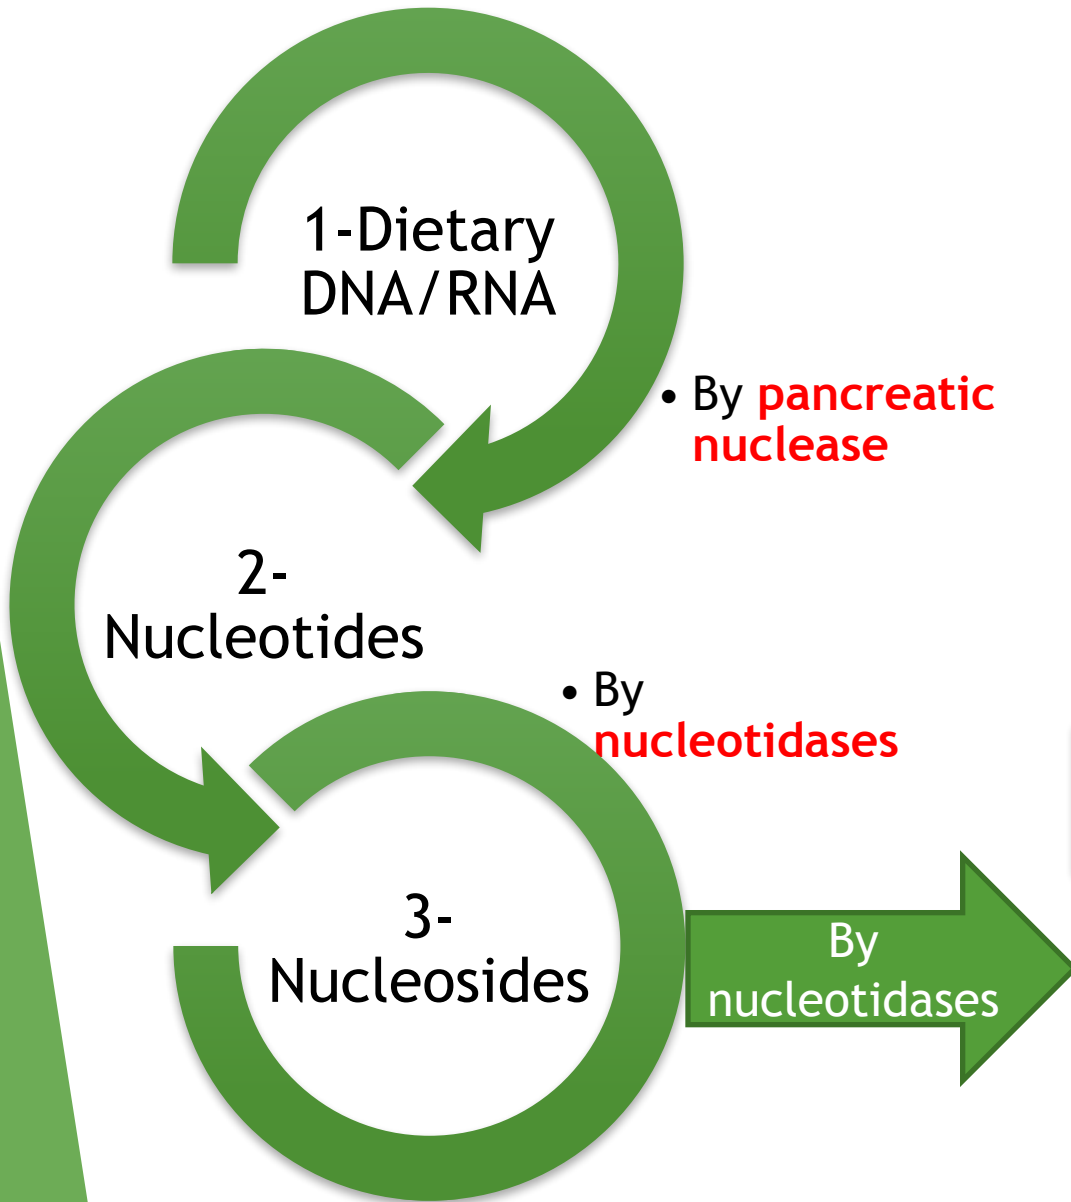 1-Dietary
DNA/RNA
• By pancreatic
nuclease
2-
Nucleotides
• By
nucleotidases
3-
Nucleosides
By
nucleotidases